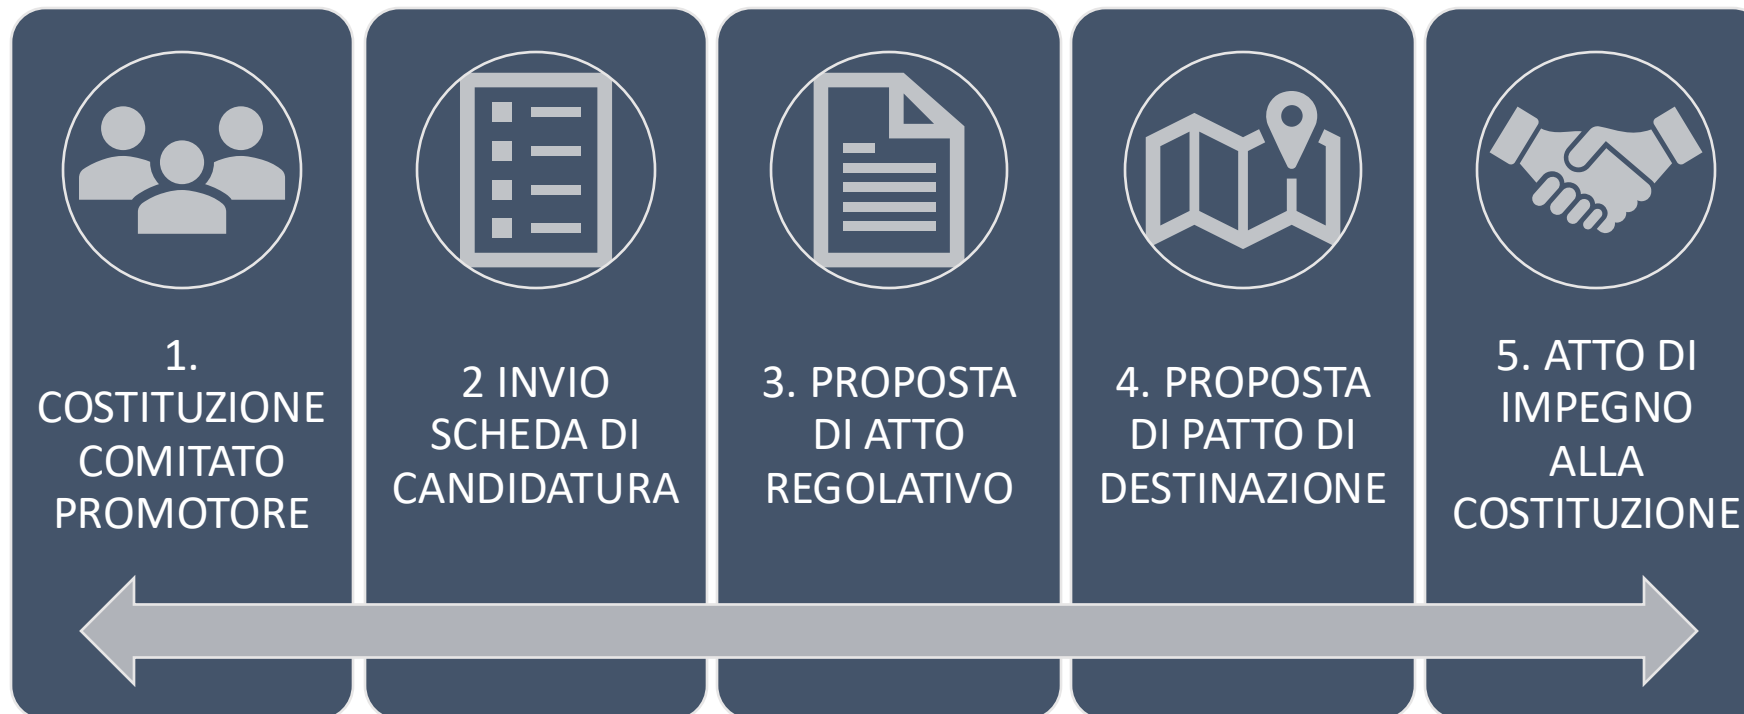 1.
COSTITUZIONE
COMITATO
PROMOTORE
2 INVIO
SCHEDA DI
CANDIDATURA
3. PROPOSTA
DI ATTO
REGOLATIVO
4. PROPOSTA
DI PATTO DI
DESTINAZIONE
5. ATTO DI
IMPEGNO
ALLA
COSTITUZIONE